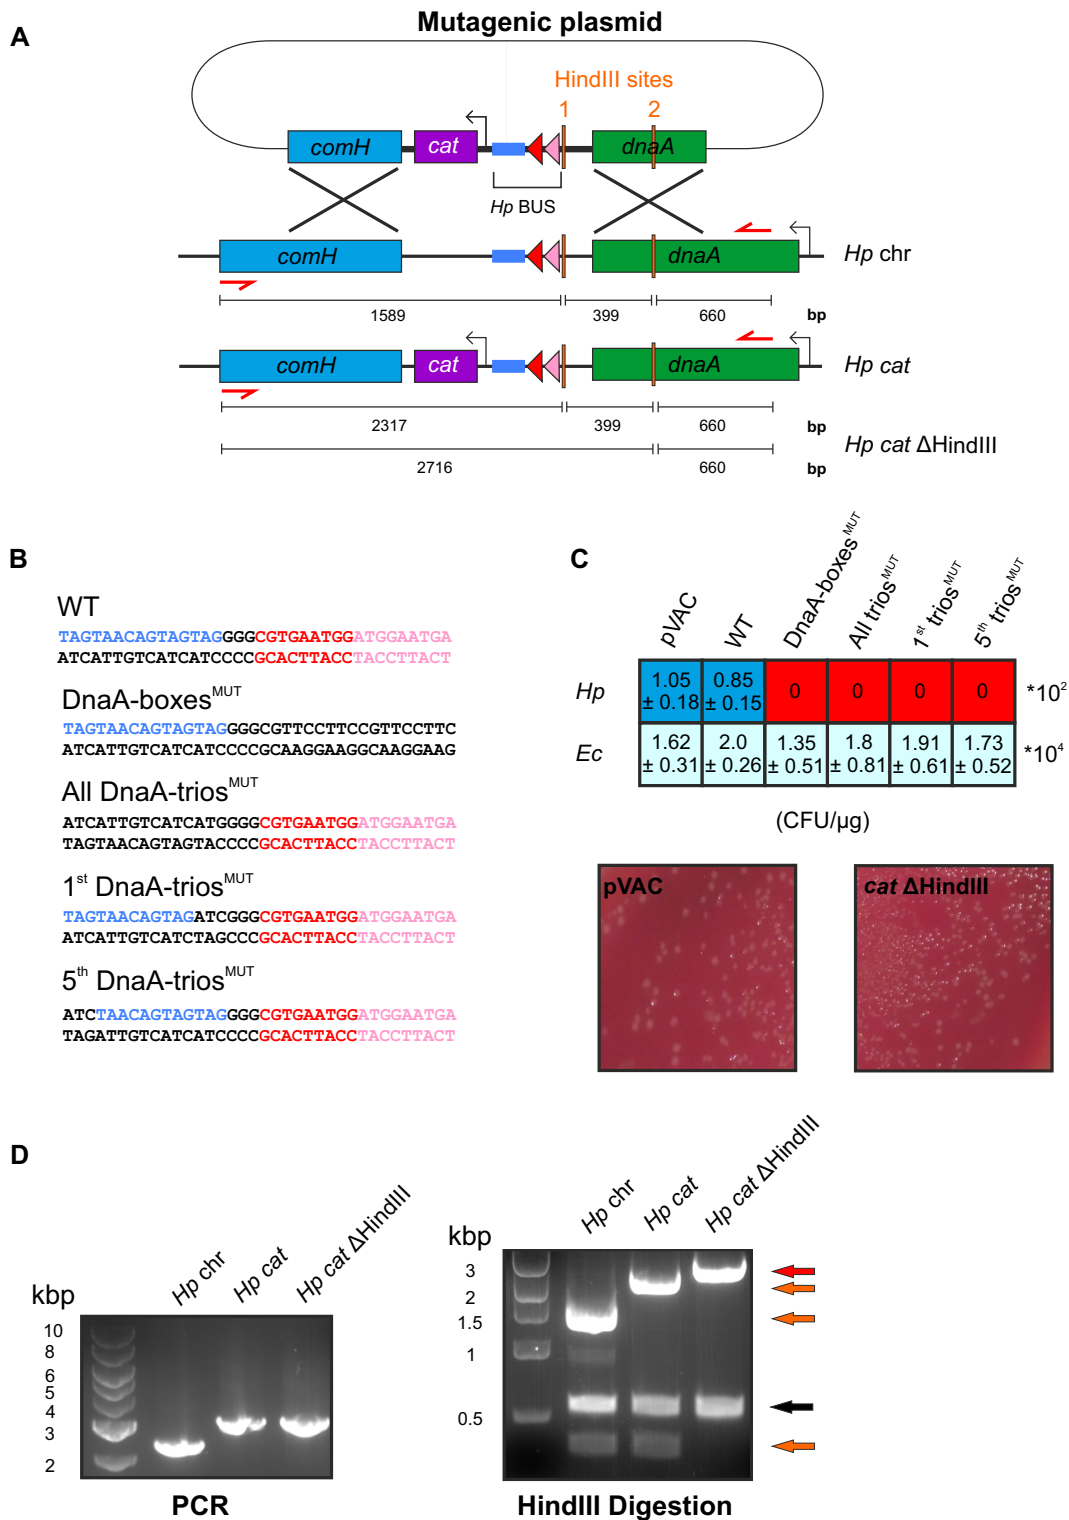 Mutagenic plasmid
A
HindIII sites
1 2
comH cat dnaA
Hp BUS
comH dnaA Hp chr
1589 399 660 bp
comH cat dnaA Hp cat
2317 399 660 bp
Hp cat ΔHindIII
2716 660 bp
B
WT
TAGTAACAGTAGTAGGGGCGTGAATGGATGGAATGA
ATCATTGTCATCATCCCCGCACTTACCTACCTTACT
DnaA-boxesMUT
TAGTAACAGTAGTAGGGGCGTTCCTTCCGTTCCTTC
ATCATTGTCATCATCCCCGCAAGGAAGGCAAGGAAG
All DnaA-triosMUT
ATCATTGTCATCATGGGGCGTGAATGGATGGAATGA
TAGTAACAGTAGTACCCCGCACTTACCTACCTTACT
1st DnaA-triosMUT
TAGTAACAGTAGATCGGGCGTGAATGGATGGAATGA
ATCATTGTCATCTAGCCCGCACTTACCTACCTTACT
5th DnaA-triosMUT
ATCTAACAGTAGTAGGGGCGTGAATGGATGGAATGA
TAGATTGTCATCATCCCCGCACTTACCTACCTTACT
C
pVAC WT DnaA-boxesMUT All triosMUT 1st triosMUT 5th triosMUT
Hp 1.05 ± 0.18 0.85 ± 0.15 0 0 0 0 *10²
Ec 1.62 ± 0.31 2.0 ± 0.26 1.35 ± 0.51 1.8 ± 0.81 1.91 ± 0.61 1.73 ± 0.52 *10⁴
(CFU/µg)
pVAC
cat ΔHindIII
D
kbp
Hp chr Hp cat Hp cat ΔHindIII
10
8
6
5
4
3
2
PCR
kbp
Hp chr Hp cat Hp cat ΔHindIII
3
2
1.5
1
0.5
HindIII Digestion